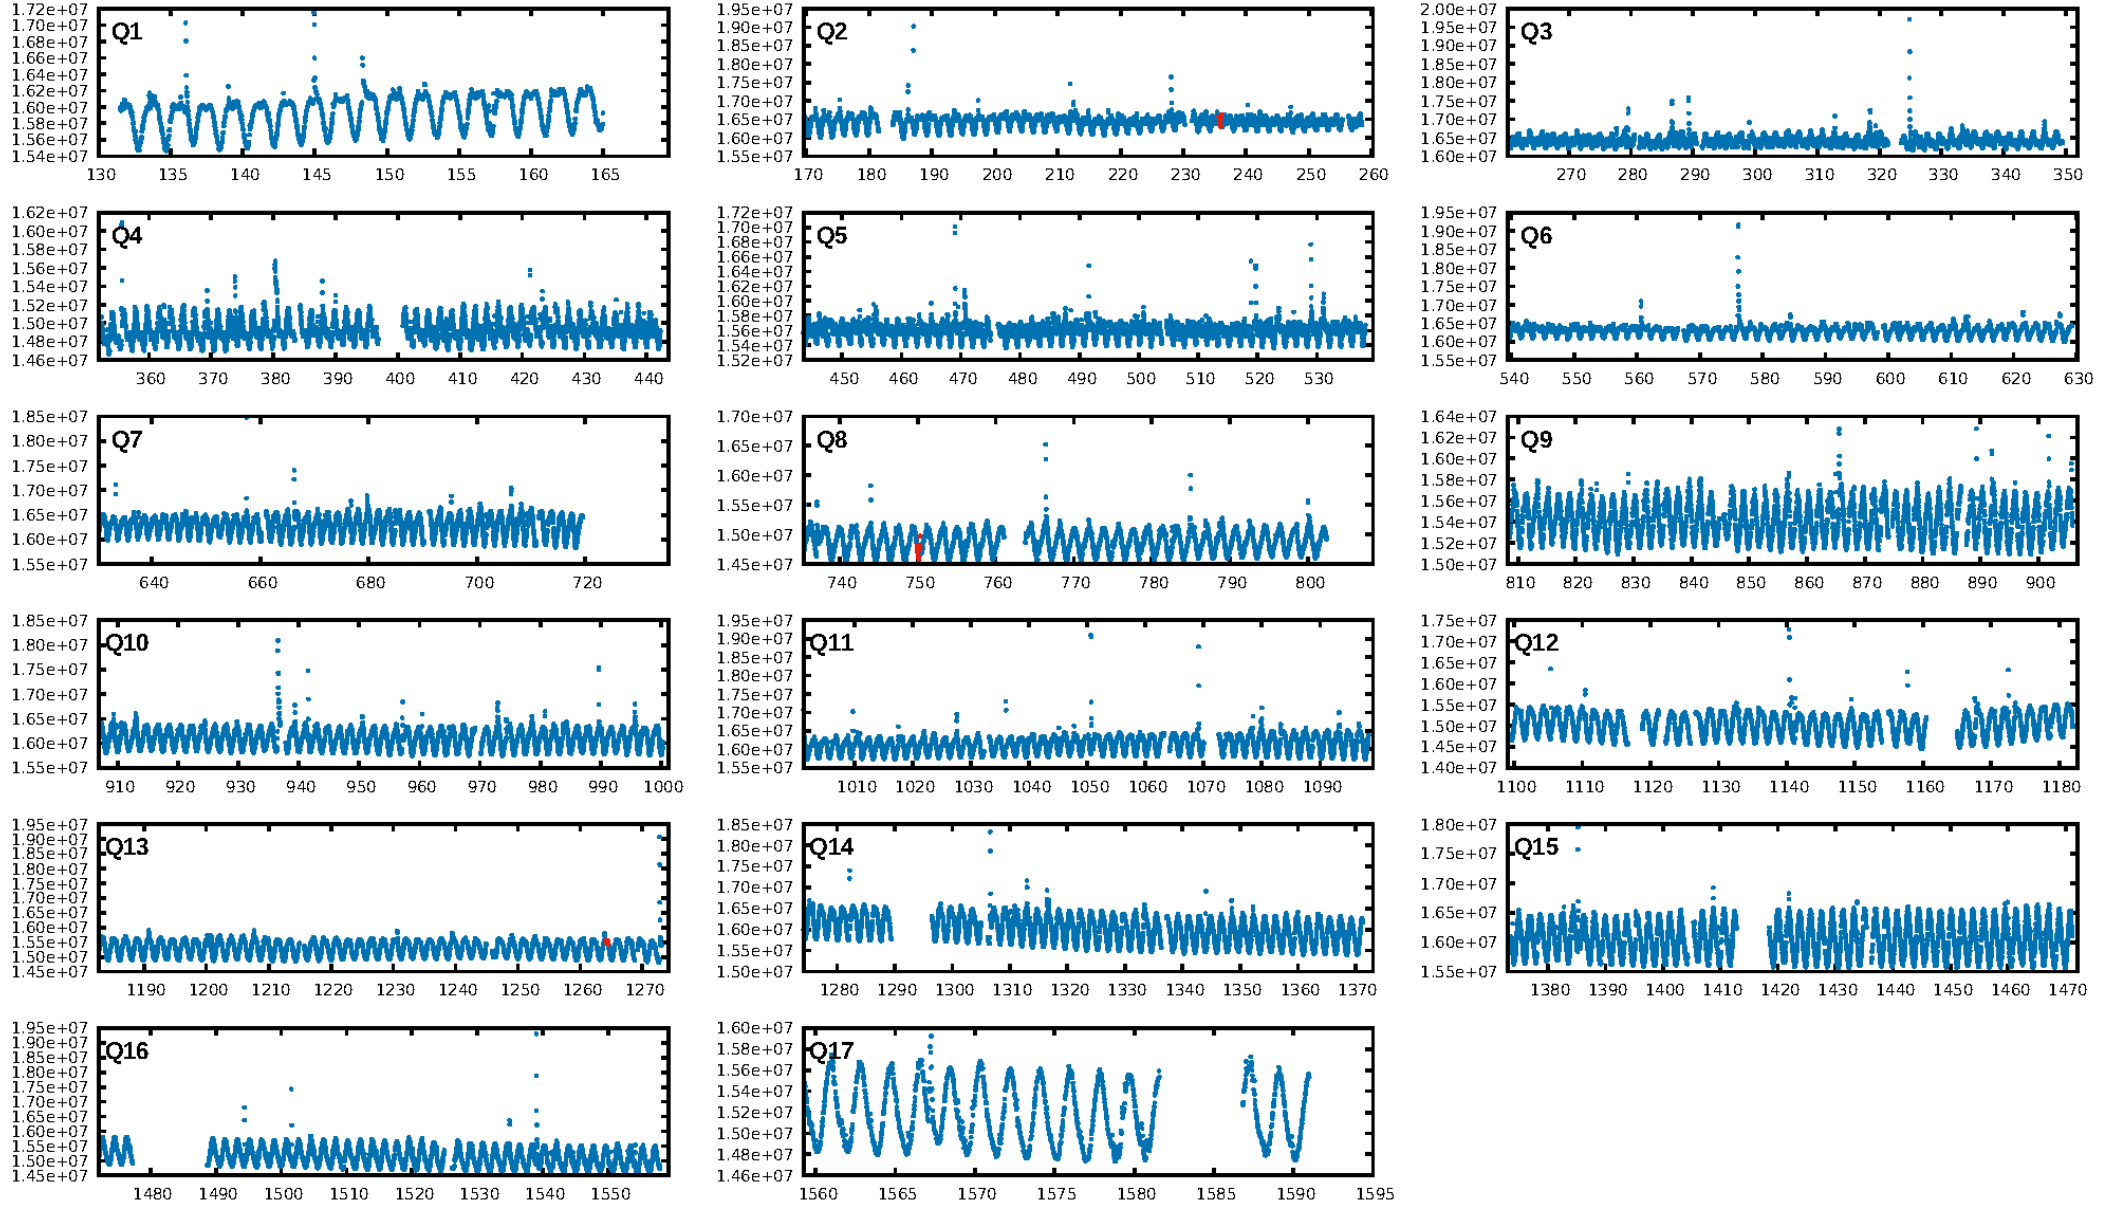 1.72e+07 1.70e+07 1.68e+07 1.66e+07 1.64e+07 1.62e+07 1.60e+07 1.58e+07 1.56e+07 1.54e+07
Q1
130 135 140 145 150 155 160 165
1.95e+07 1.90e+07 1.85e+07 1.80e+07 1.75e+07 1.70e+07 1.65e+07 1.60e+07 1.55e+07
Q2
170 180 190 200 210 220 230 240 250 260
2.00e+07 1.95e+07 1.90e+07 1.85e+07 1.80e+07 1.75e+07 1.70e+07 1.65e+07 1.60e+07
Q3
270 280 290 300 310 320 330 340 350
1.62e+07 1.60e+07 1.58e+07 1.56e+07 1.54e+07 1.52e+07 1.50e+07 1.48e+07 1.46e+07
Q4
360 370 380 390 400 410 420 430 440
1.72e+07 1.70e+07 1.68e+07 1.66e+07 1.64e+07 1.62e+07 1.60e+07 1.58e+07 1.56e+07 1.54e+07 1.52e+07
Q5
450 460 470 480 490 500 510 520 530
1.95e+07 1.90e+07 1.85e+07 1.80e+07 1.75e+07 1.70e+07 1.65e+07 1.60e+07 1.55e+07
Q6
540 550 560 570 580 590 600 610 620 630
1.85e+07 1.80e+07 1.75e+07 1.70e+07 1.65e+07 1.60e+07 1.55e+07
Q7
640 660 680 700 720
1.70e+07 1.65e+07 1.60e+07 1.55e+07 1.50e+07 1.45e+07
Q8
740 750 760 770 780 790 800
1.64e+07 1.62e+07 1.60e+07 1.58e+07 1.56e+07 1.54e+07 1.52e+07 1.50e+07
Q9
810 820 830 840 850 860 870 880 890 900
1.85e+07 1.80e+07 1.75e+07 1.70e+07 1.65e+07 1.60e+07 1.55e+07
Q10
910 920 930 940 950 960 970 980 990 1000
1.95e+07 1.90e+07 1.85e+07 1.80e+07 1.75e+07 1.70e+07 1.65e+07 1.60e+07 1.55e+07
Q11
1010 1020 1030 1040 1050 1060 1070 1080 1090
1.75e+07 1.70e+07 1.65e+07 1.60e+07 1.55e+07 1.50e+07 1.45e+07 1.40e+07
Q12
1100 1110 1120 1130 1140 1150 1160 1170 1180
1.95e+07 1.90e+07 1.85e+07 1.80e+07 1.75e+07 1.70e+07 1.65e+07 1.60e+07 1.55e+07 1.50e+07 1.45e+07
Q13
1190 1200 1210 1220 1230 1240 1250 1260 1270
1.85e+07 1.80e+07 1.75e+07 1.70e+07 1.65e+07 1.60e+07 1.55e+07 1.50e+07
Q14
1280 1290 1300 1310 1320 1330 1340 1350 1360 1370
1.80e+07 1.75e+07 1.70e+07 1.65e+07 1.60e+07 1.55e+07
Q15
1380 1390 1400 1410 1420 1430 1440 1450 1460 1470
1.95e+07 1.90e+07 1.85e+07 1.80e+07 1.75e+07 1.70e+07 1.65e+07 1.60e+07 1.55e+07 1.50e+07 1.45e+07
Q16
1480 1490 1500 1510 1520 1530 1540 1550
1.60e+07 1.58e+07 1.56e+07 1.54e+07 1.52e+07 1.50e+07 1.48e+07 1.46e+07
Q17
1560 1565 1570 1575 1580 1585 1590 1595